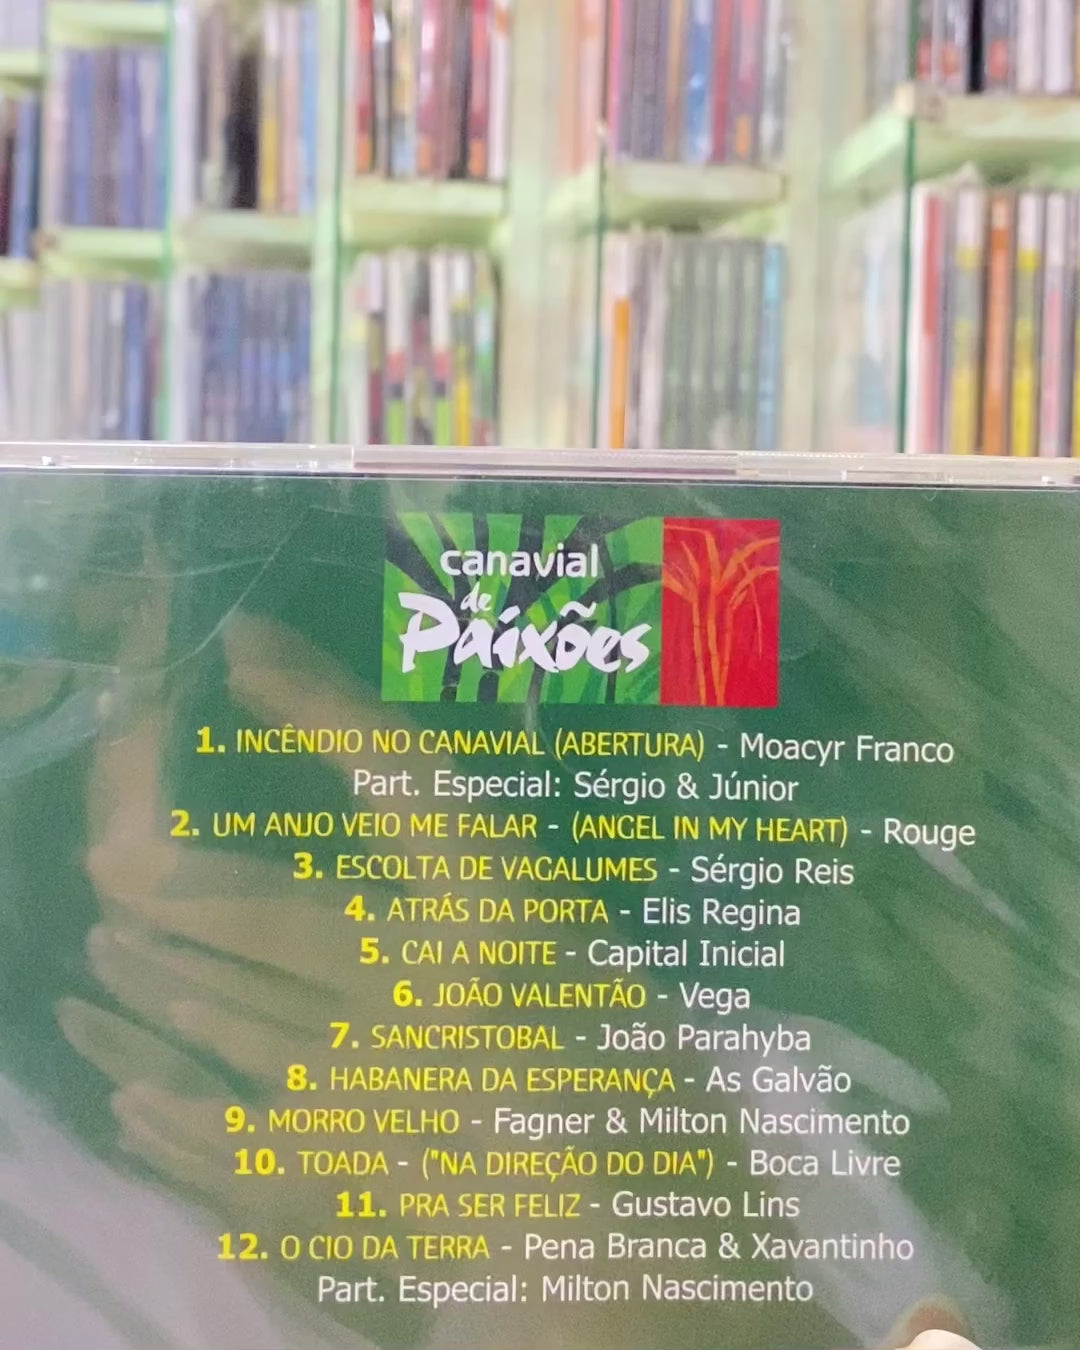 canavial
de
Paixões
1. INCÊNDIO NO CANAVIAL (ABERTURA) - Moacyr Franco
Part. Especial: Sérgio & Júnior
2. UM ANJO VEIO ME FALAR - (ANGEL IN MY HEART) - Rouge
3. ESCOLTA DE VAGALUMES - Sérgio Reis
4. ATRÁS DA PORTA - Elis Regina
5. CAI A NOITE - Capital Inicial
6. JOÃO VALENTÃO - Vega
7. SANCRISTOBAL - João Parahyba
8. HABANERA DA ESPERANÇA - As Galvão
9. MORRO VELHO - Fagner & Milton Nascimento
10. TOADA - ("NA DIREÇÃO DO DIA") - Boca Livre
11. PRA SER FELIZ - Gustavo Lins
12. O CIO DA TERRA - Pena Branca & Xavantinho
Part. Especial: Milton Nascimento